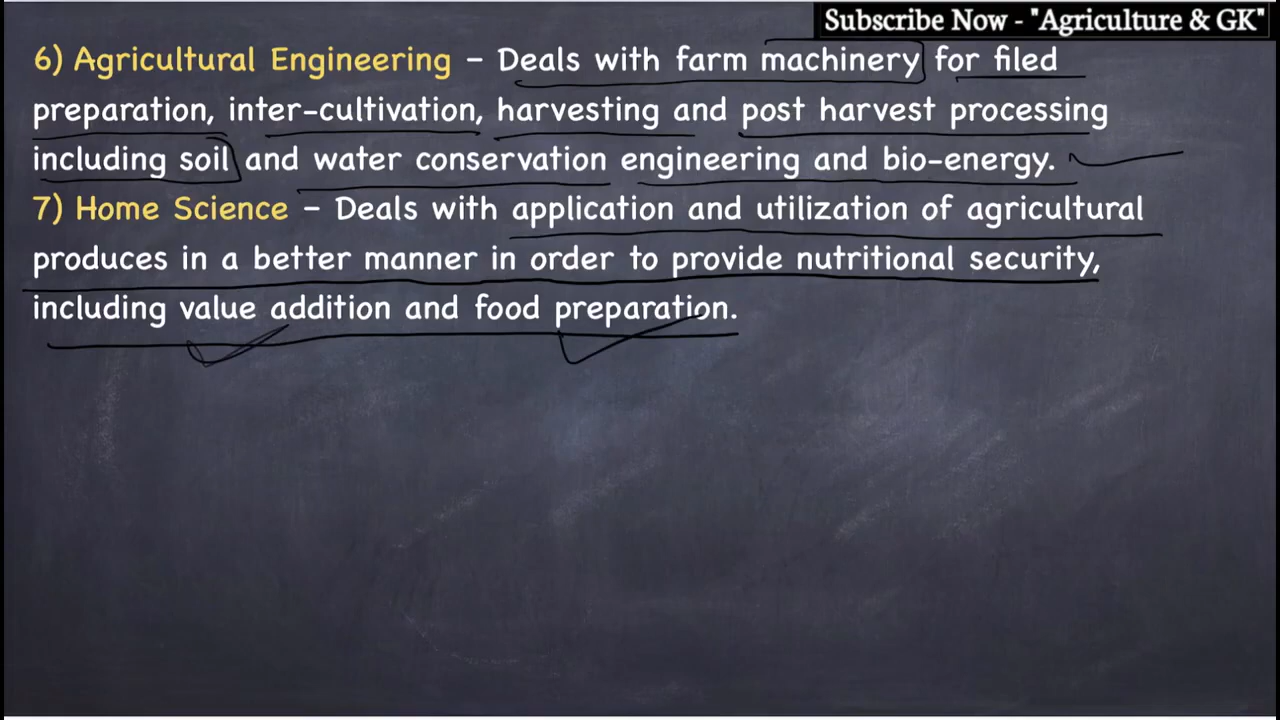 Subscribe Now - "Agriculture & GK"
6) Agricultural Engineering – Deals with farm machinery for filed
preparation, inter-cultivation, harvesting and post harvest processing
including soil and water conservation engineering and bio-energy.
7) Home Science – Deals with application and utilization of agricultural
produces in a better manner in order to provide nutritional security,
including value addition and food preparation.